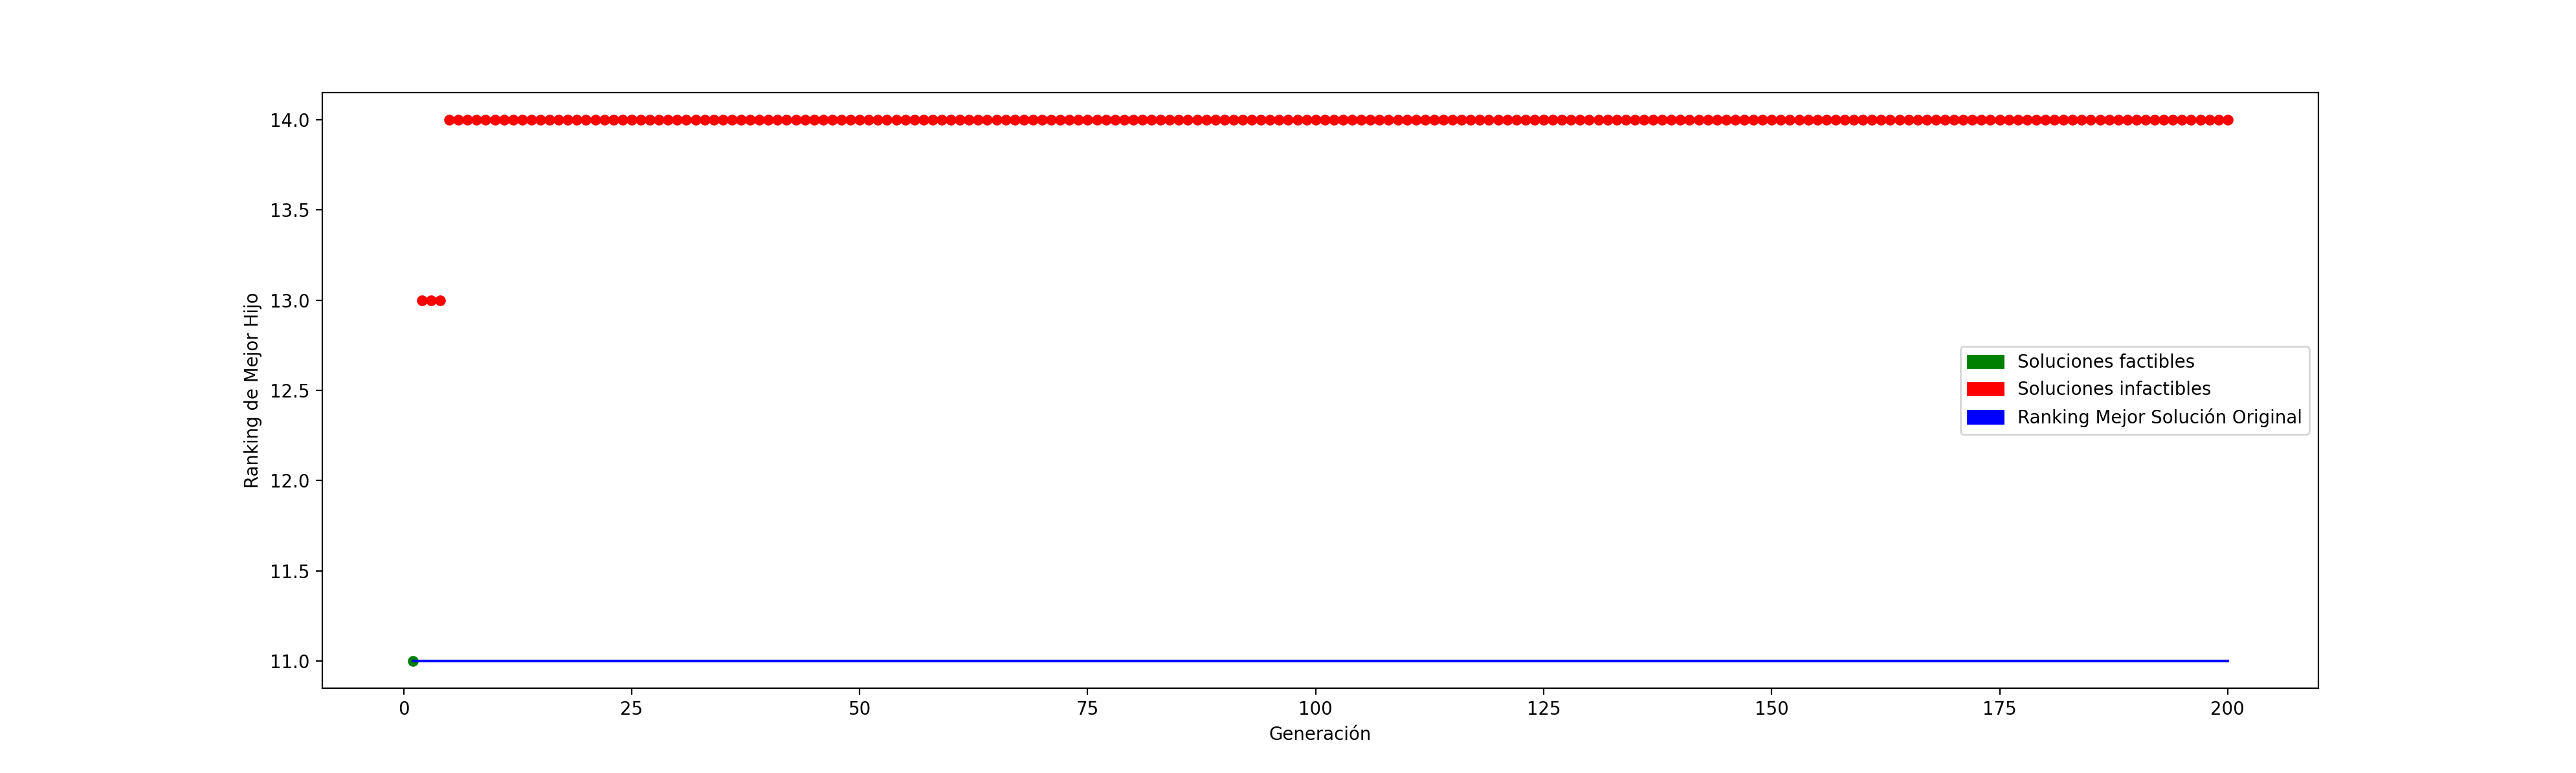 14.0
13.5
13.0
12.5
12.0
11.5
11.0
Ranking de Mejor Hijo
Soluciones factibles
Soluciones infactibles
Ranking Mejor Solución Original
0 25 50 75 100 125 150 175 200
Generación